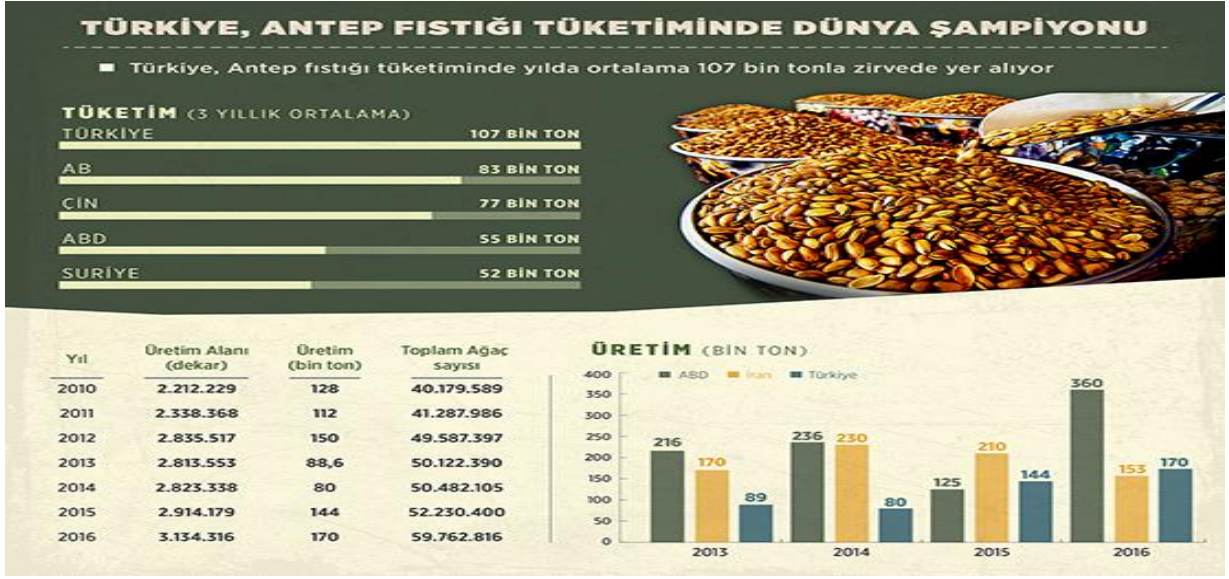 TÜRKİYE, ANTEP FISTIĞI TÜKETİMİNDE DÜNYA ŞAMPİYONU
■ Türkiye, Antep fıstığı tüketiminde yılda ortalama 107 bin tonla zirvede yer alıyor
TÜKETİM (3 YILLIK ORTALAMA)
TÜRKİYE 107 BİN TON
AB 83 BİN TON
ÇİN 77 BİN TON
ABD 55 BİN TON
SURİYE 52 BİN TON
Yıl Üretim Alanı (dekar) Üretim (bin ton) Toplam Ağaç sayısı
2010 2.212.229 128 40.179.589
2011 2.338.368 112 41.287.986
2012 2.835.517 150 49.587.397
2013 2.813.553 88,6 50.122.390
2014 2.823.338 80 50.482.105
2015 2.914.179 144 52.230.400
2016 3.134.316 170 59.762.816
ÜRETİM (BİN TON)
■ ABD ■ İran ■ Türkiye
400
350
300
250
200
150
100
50
0
216 170 89
236 230 80
125 210 144
360 153 170
2013 2014 2015 2016